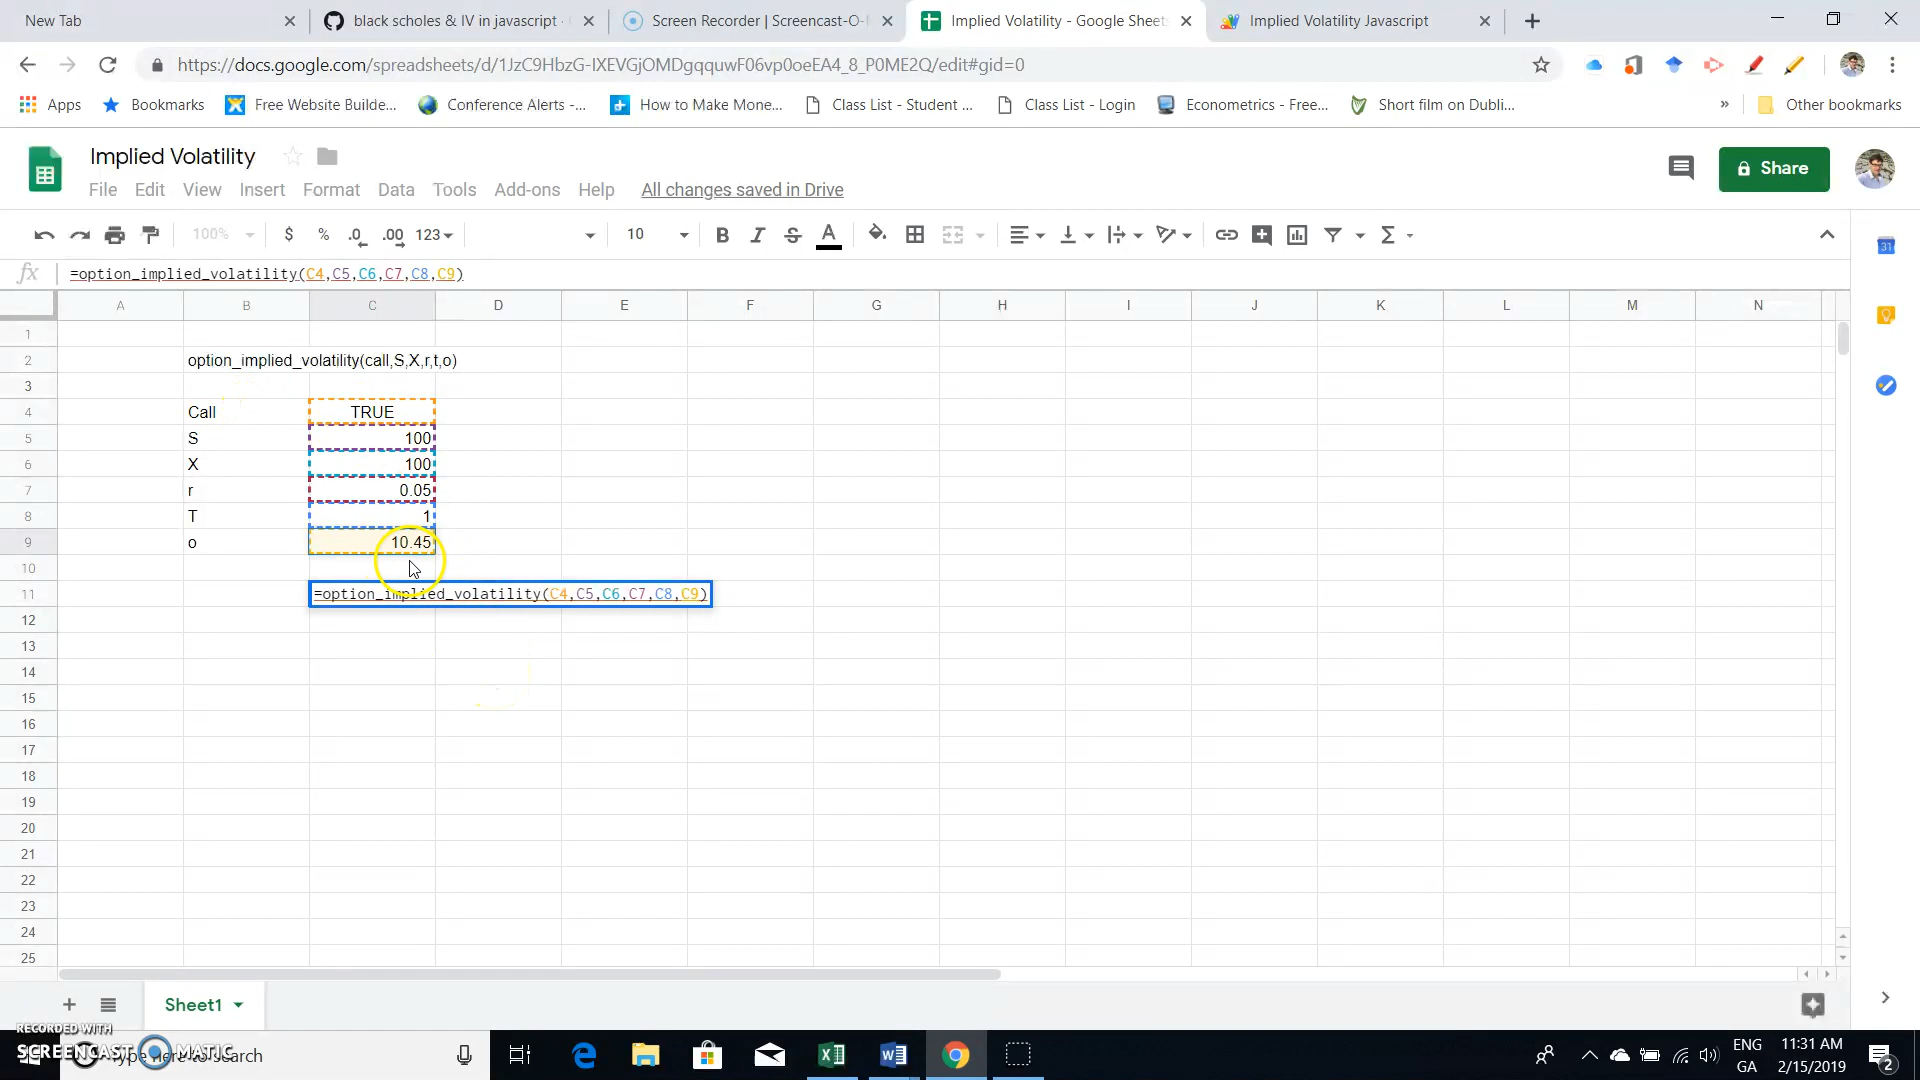 New Tab
black scholes & IV in javascript ·
Screen Recorder | Screencast-O-
Implied Volatility - Google Sheets
Implied Volatility Javascript
https://docs.google.com/spreadsheets/d/1JzC9HbzG-IXEVGjOMDgqquwF06vp0oeEA4_8_P0ME2Q/edit#gid=0
Apps
Bookmarks
Free Website Builde...
Conference Alerts -...
How to Make Mone...
Class List - Student ...
Class List - Login
Econometrics - Free...
Short film on Dubli...
»
Other bookmarks
Implied Volatility
File Edit View Insert Format Data Tools Add-ons Help All changes saved in Drive
Share
100% $ % .0 .00 123 10 B I S A
31
fx =option_implied_volatility(C4,C5,C6,C7,C8,C9)
A B C D E F G H I J K L M N
1
2 option_implied_volatility(call,S,X,r,t,o)
3
4 Call TRUE
5 S 100
6 X 100
7 r 0.05
8 T 1
9 o 10.45
10
11 =option_implied_volatility(C4,C5,C6,C7,C8,C9)
12
13
14
15
16
17
18
19
20
21
22
23
24
25
Sheet1
RECORDED WITH
SCREENCAST MATIC
Type here to search
ENG
GA
11:31 AM
2/15/2019
2